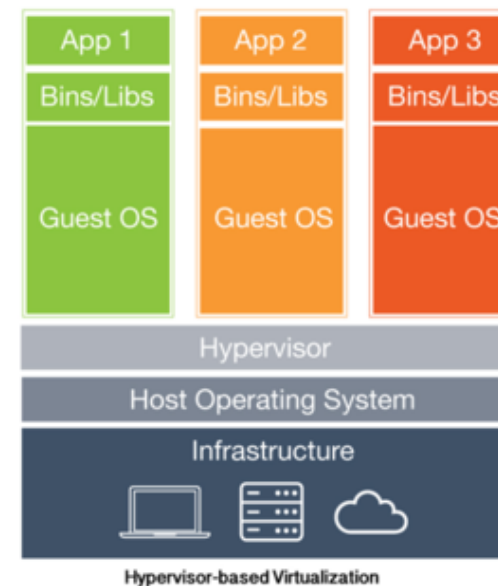 App 1 App 2 App 3
Bins/Libs Bins/Libs Bins/Libs
Guest OS Guest OS Guest OS
Hypervisor
Host Operating System
Infrastructure
Hypervisor-based Virtualization